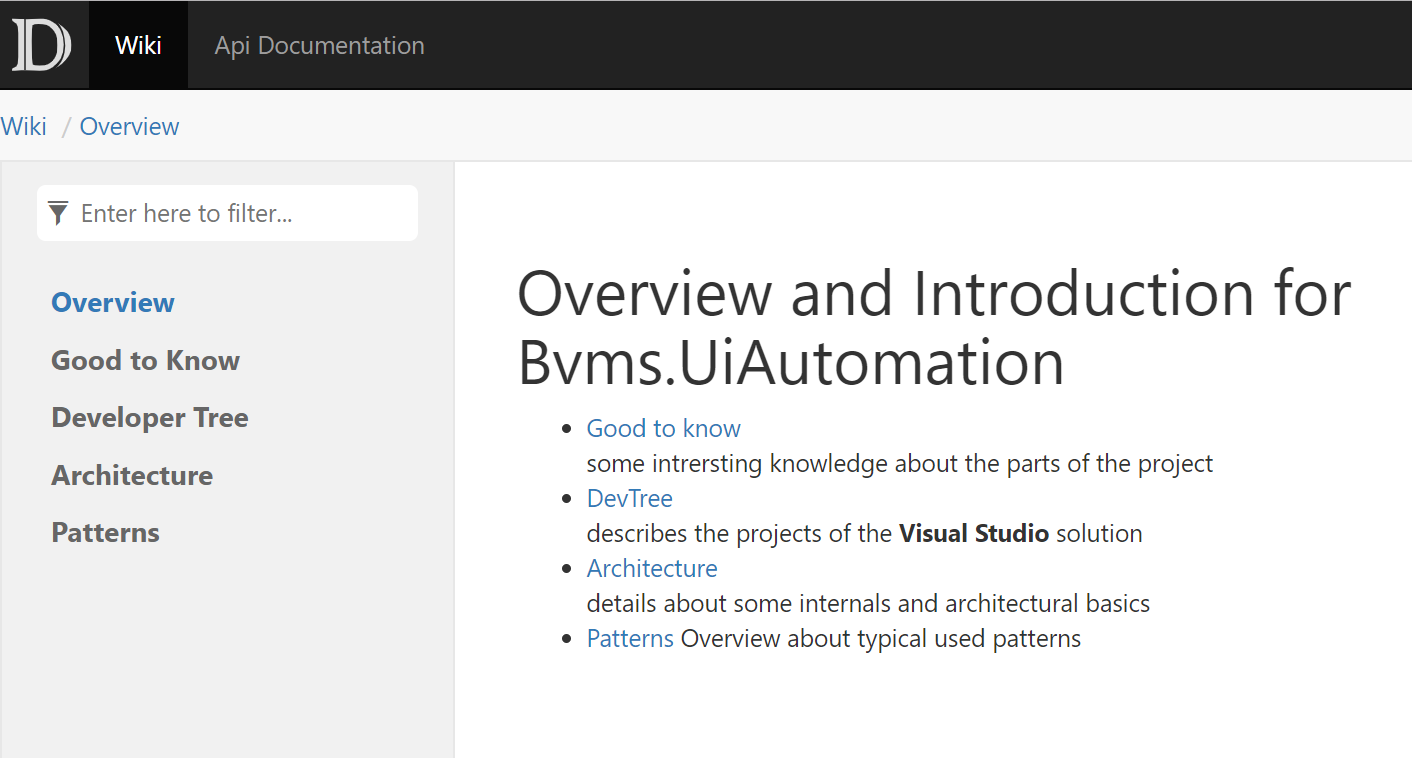 D
Wiki
Api Documentation
Wiki / Overview
Enter here to filter...
Overview
Good to Know
Developer Tree
Architecture
Patterns
Overview and Introduction for
Bvms.UiAutomation
Good to know
some intrersting knowledge about the parts of the project
DevTree
describes the projects of the Visual Studio solution
Architecture
details about some internals and architectural basics
Patterns Overview about typical used patterns